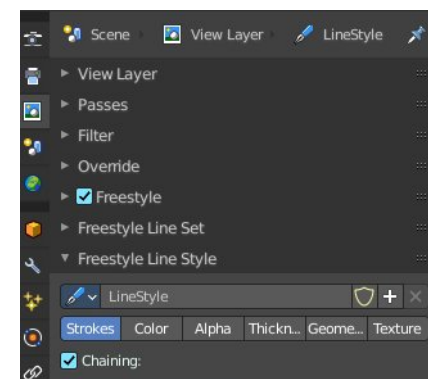 Scene View Layer LineStyle
View Layer
Passes
Filter
Override
Freestyle
Freestyle Line Set
Freestyle Line Style
LineStyle
Strokes Color Alpha Thickn... Geome... Texture
Chaining: